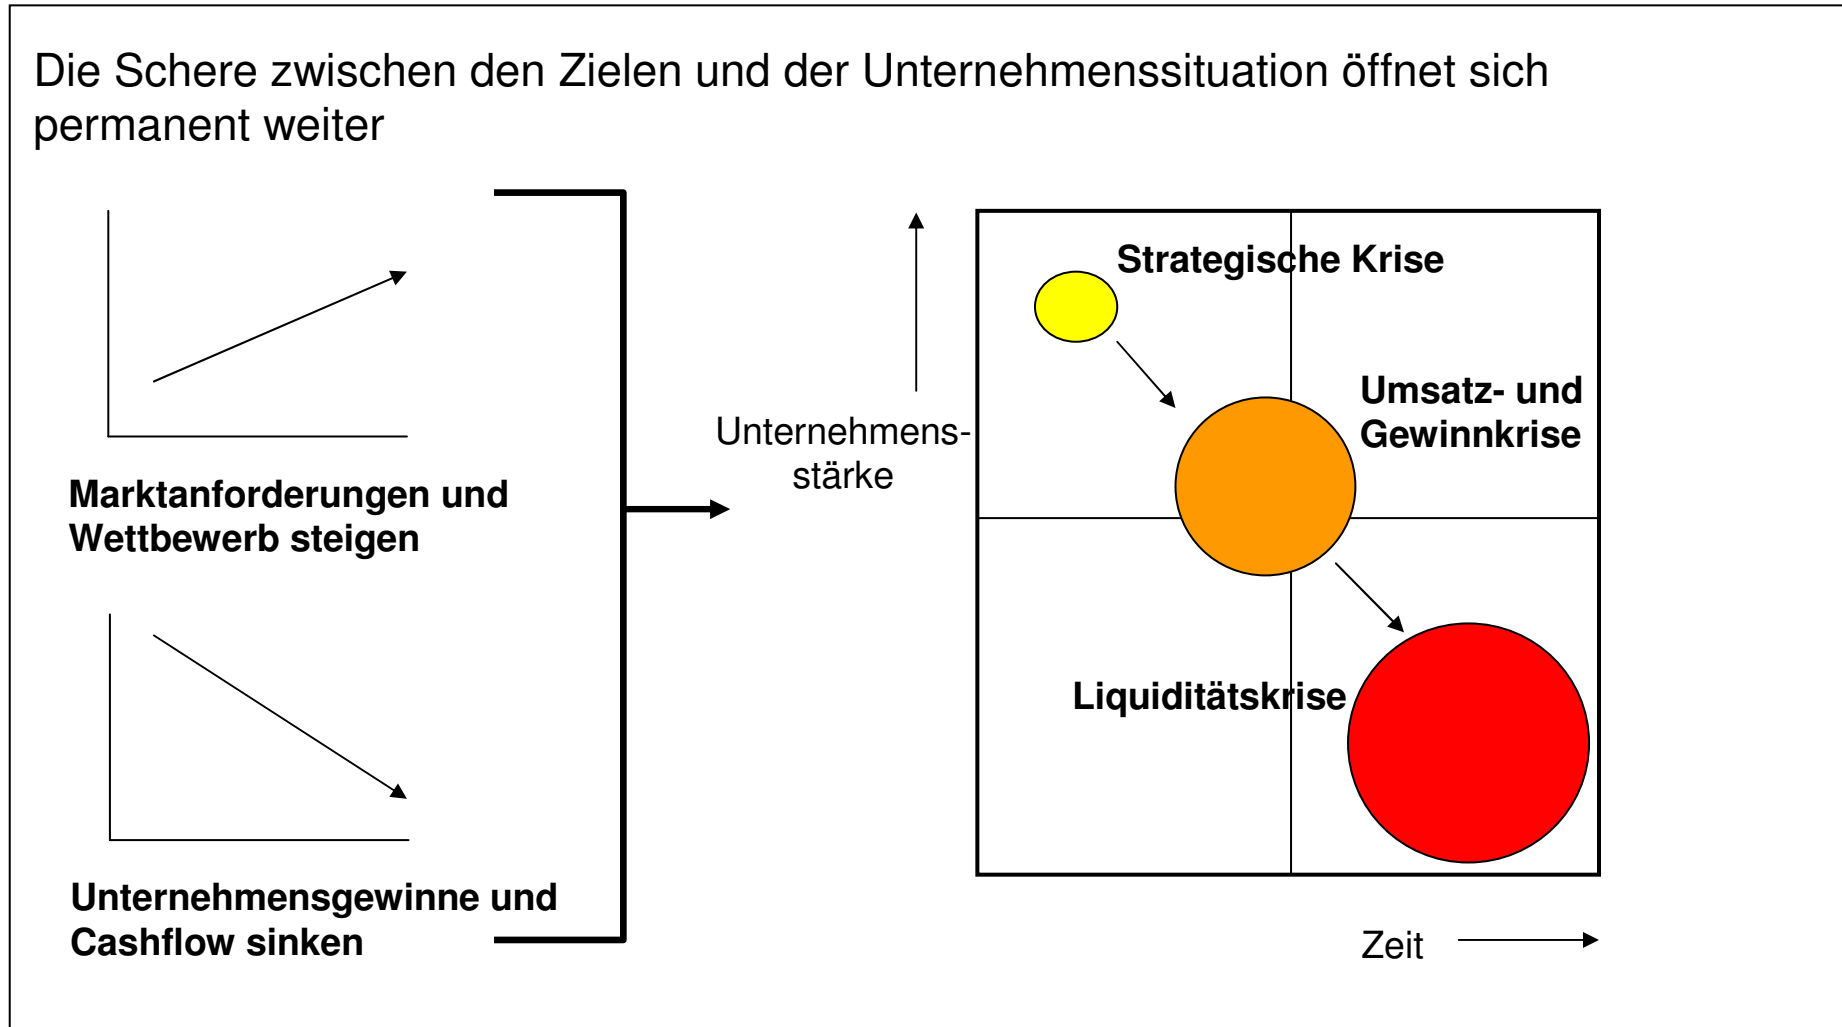 Die Schere zwischen den Zielen und der Unternehmenssituation öffnet sich
permanent weiter
Marktanforderungen und
Wettbewerb steigen
Unternehmensgewinne und
Cashflow sinken
Unternehmens-
stärke
Strategische Krise
Umsatz- und
Gewinnkrise
Liquiditätskrise
Zeit